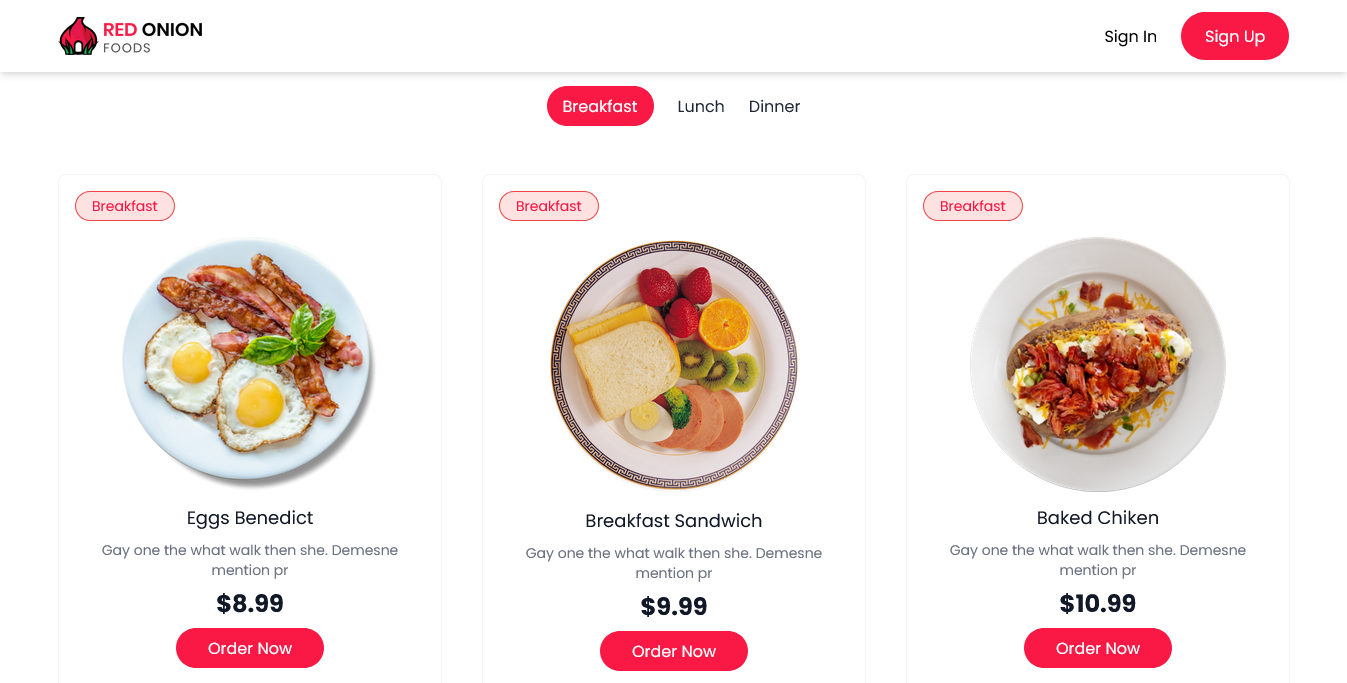 RED ONION
FOODS
Sign In
Sign Up
Breakfast
Lunch
Dinner
Breakfast
Eggs Benedict
Gay one the what walk then she. Demesne
mention pr
$8.99
Order Now
Breakfast
Breakfast Sandwich
Gay one the what walk then she. Demesne
mention pr
$9.99
Order Now
Breakfast
Baked Chiken
Gay one the what walk then she. Demesne
mention pr
$10.99
Order Now